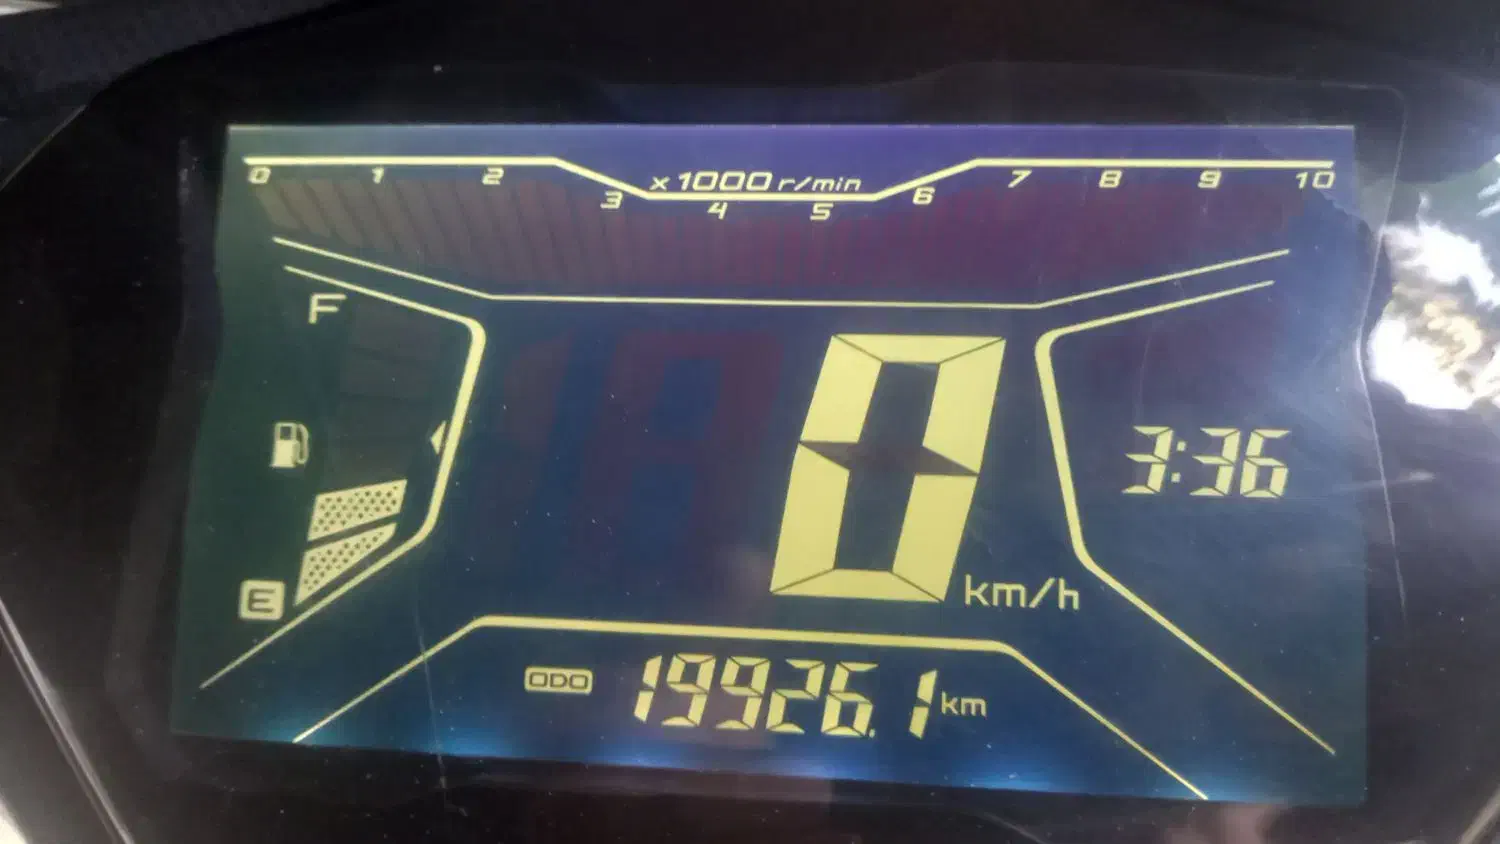 x1000 r/min
0 1 2 3 4 5 6 7 8 9 10
F
3:36
E
0 km/h
ODO 19926.1 km